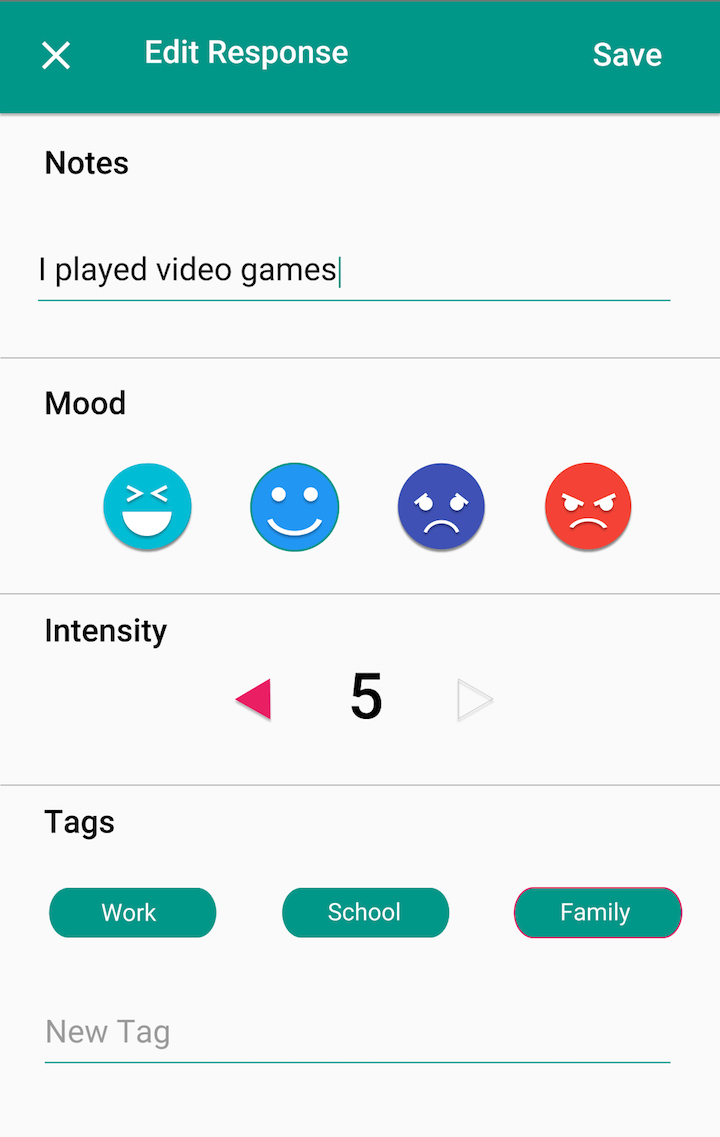 Edit Response
Save
Notes
I played video games
Mood
Intensity
5
Tags
Work
School
Family
New Tag